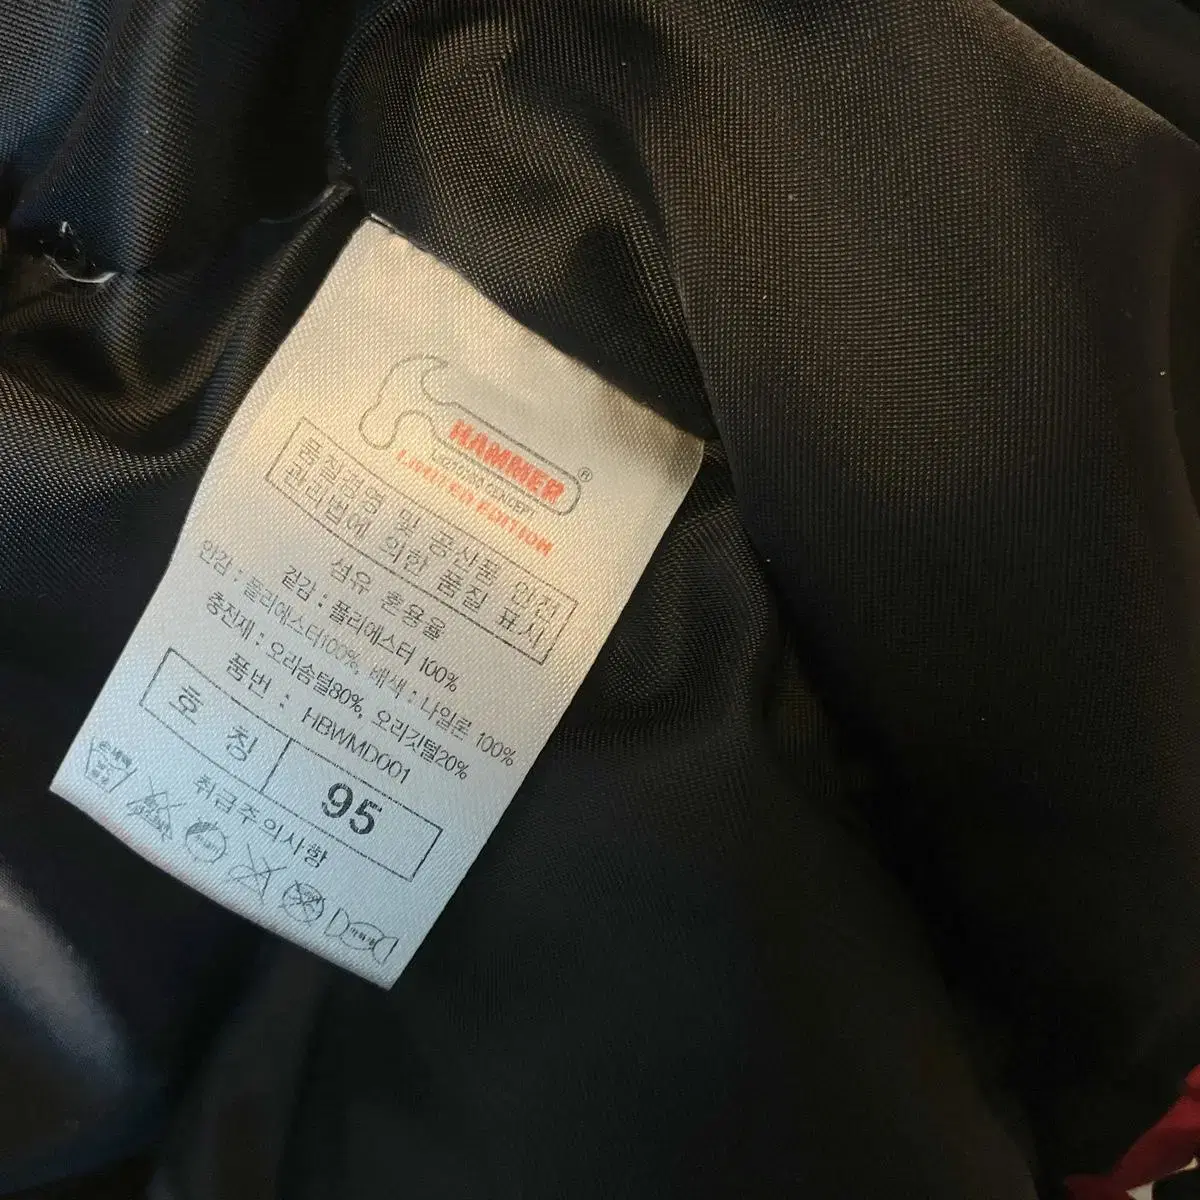 HAMMER®
LIMITED EDITION
품질경영 및 공산품 안전
관리법에 의한 품질 표시
섬유 혼용율
겉감 : 폴리에스터 100%
안감 : 폴리에스터100%, 배색 : 나일론 100%
충진재 : 오리솜털80%, 오리깃털20%
품번 : HBWMD001
호 칭 95
취급주의사항